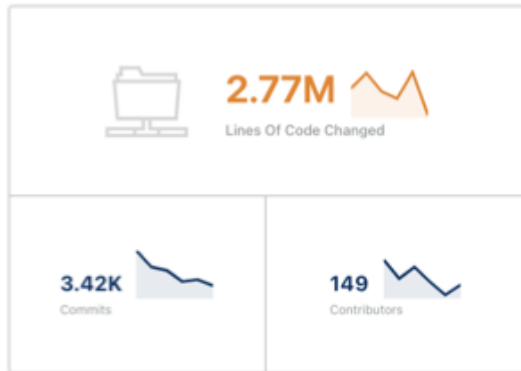 2.77M
Lines Of Code Changed
3.42K
Commits
149
Contributors